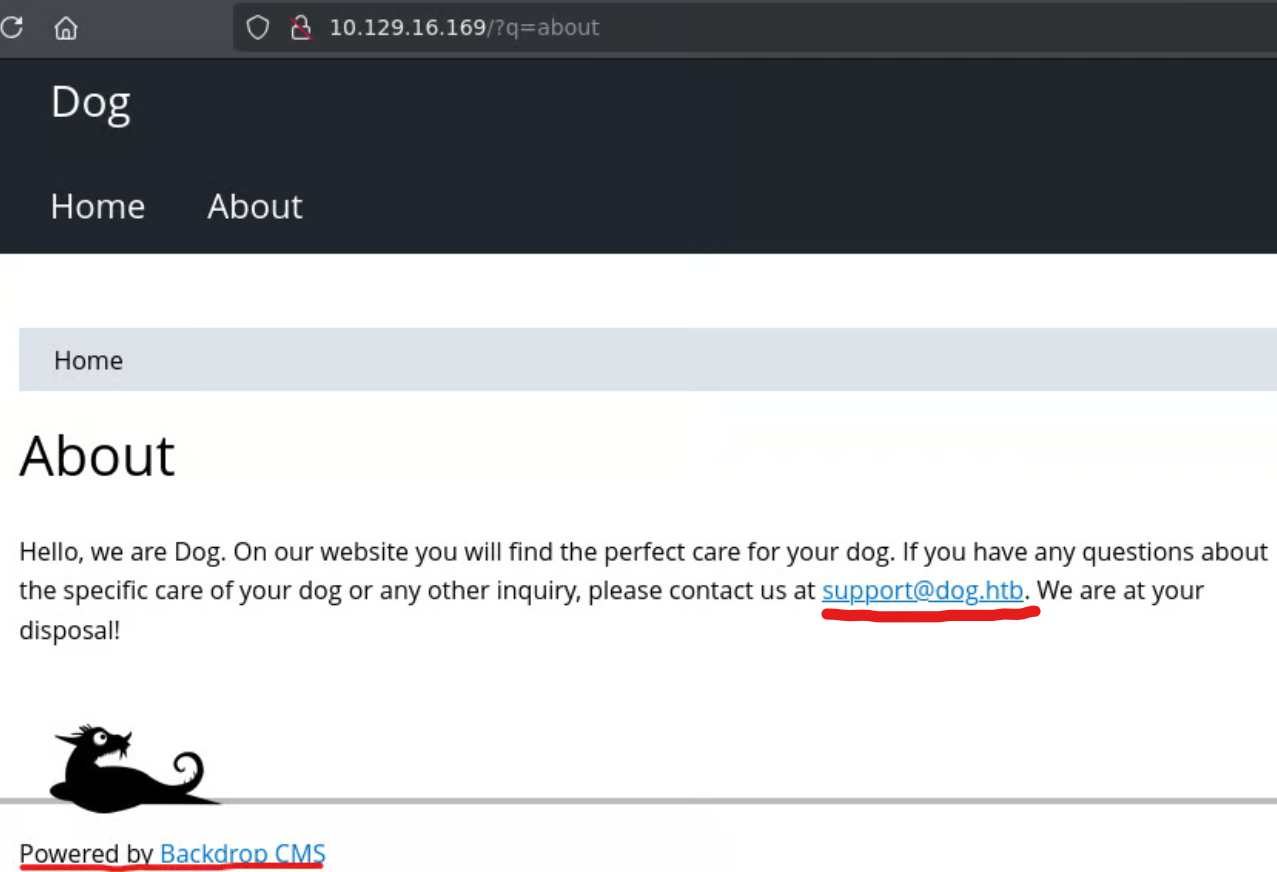 10.129.16.169/?q=about
Dog
Home About
Home
About
Hello, we are Dog. On our website you will find the perfect care for your dog. If you have any questions about
the specific care of your dog or any other inquiry, please contact us at support@dog.htb. We are at your
disposal!
Powered by Backdrop CMS